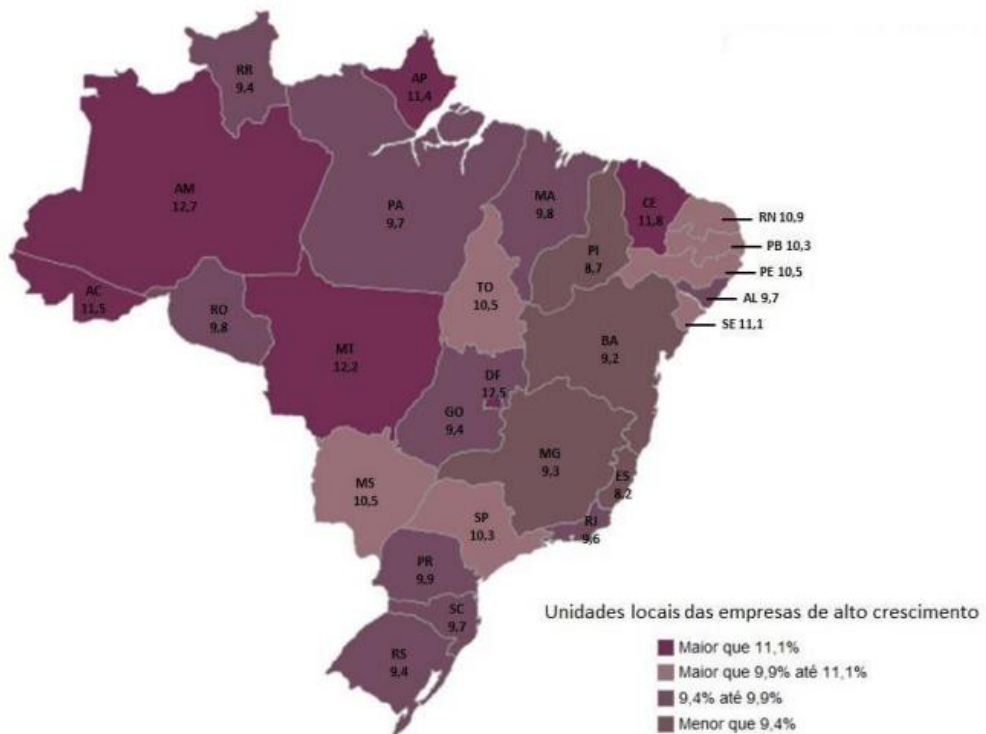 RR
9,4
AP
11,4
AM
12,7
PA
9,7
MA
9,8
CE
11,8
RN 10,9
PB 10,3
PE 10,5
AL 9,7
SE 11,1
PI
8,7
TO
10,5
AC
11,5
RO
9,8
MT
12,2
BA
9,2
DF
12,5
GO
9,4
MG
9,3
ES
8,2
MS
10,5
SP
10,3
RJ
9,6
PR
9,9
SC
9,7
RS
9,4
Unidades locais das empresas de alto crescimento
Maior que 11,1%
Maior que 9,9% até 11,1%
9,4% até 9,9%
Menor que 9,4%